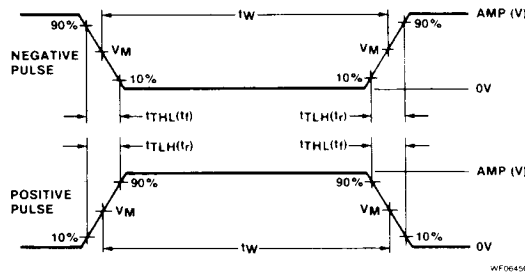 tW
AMP (V)
90%
90%
NEGATIVE
PULSE
VM
VM
10%
10%
0V
tTHL(tf)
tTLH(tr)
tTLH(tr)
tTHL(tf)
AMP (V)
POSITIVE
PULSE
90%
90%
VM
VM
10%
10%
tW
0V